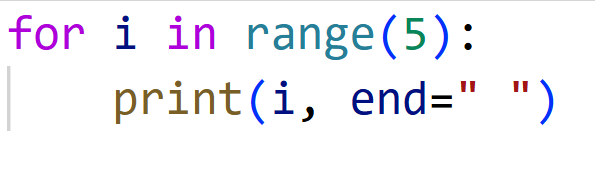 for i in range(5):
    print(i, end=" ")